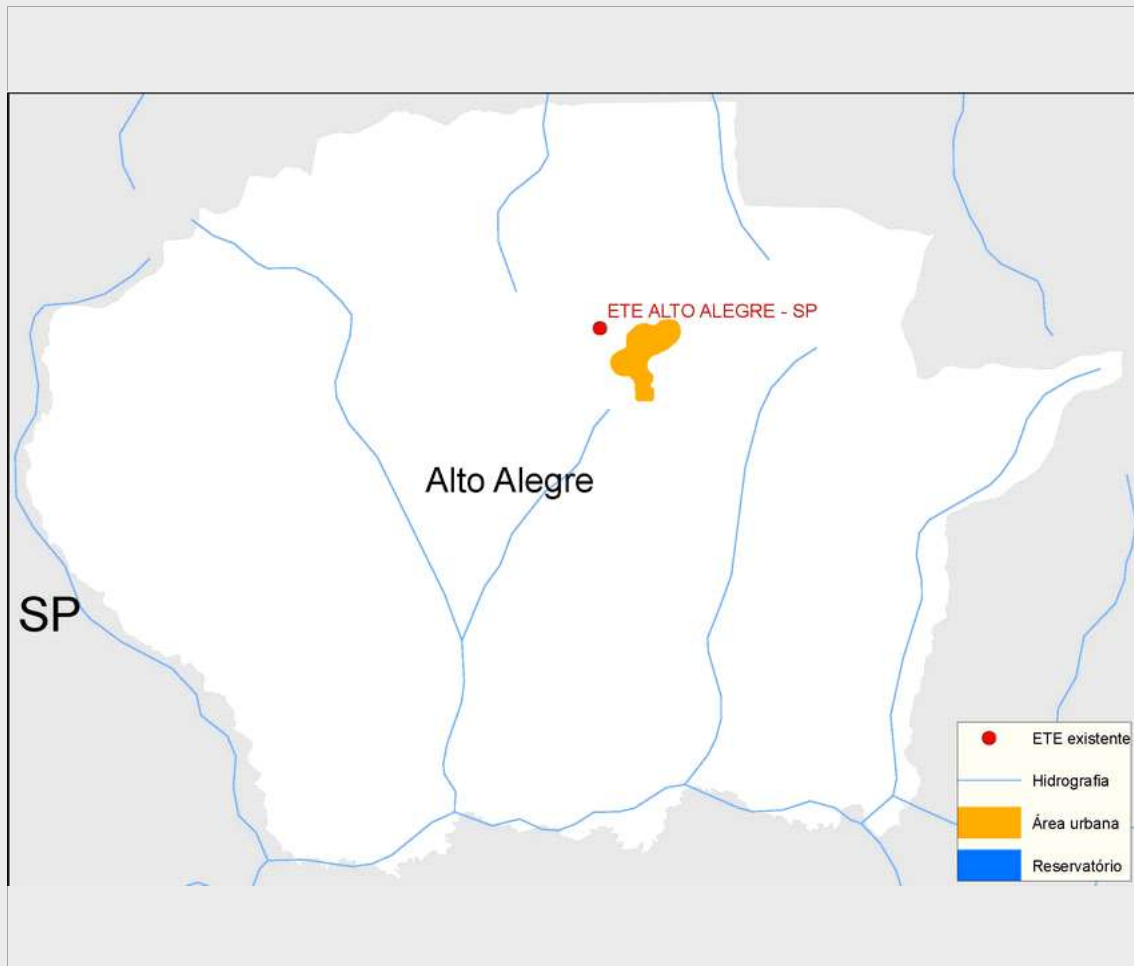 ETE ALTO ALEGRE - SP
Alto Alegre
SP
ETE existente
Hidrografia
Área urbana
Reservatório